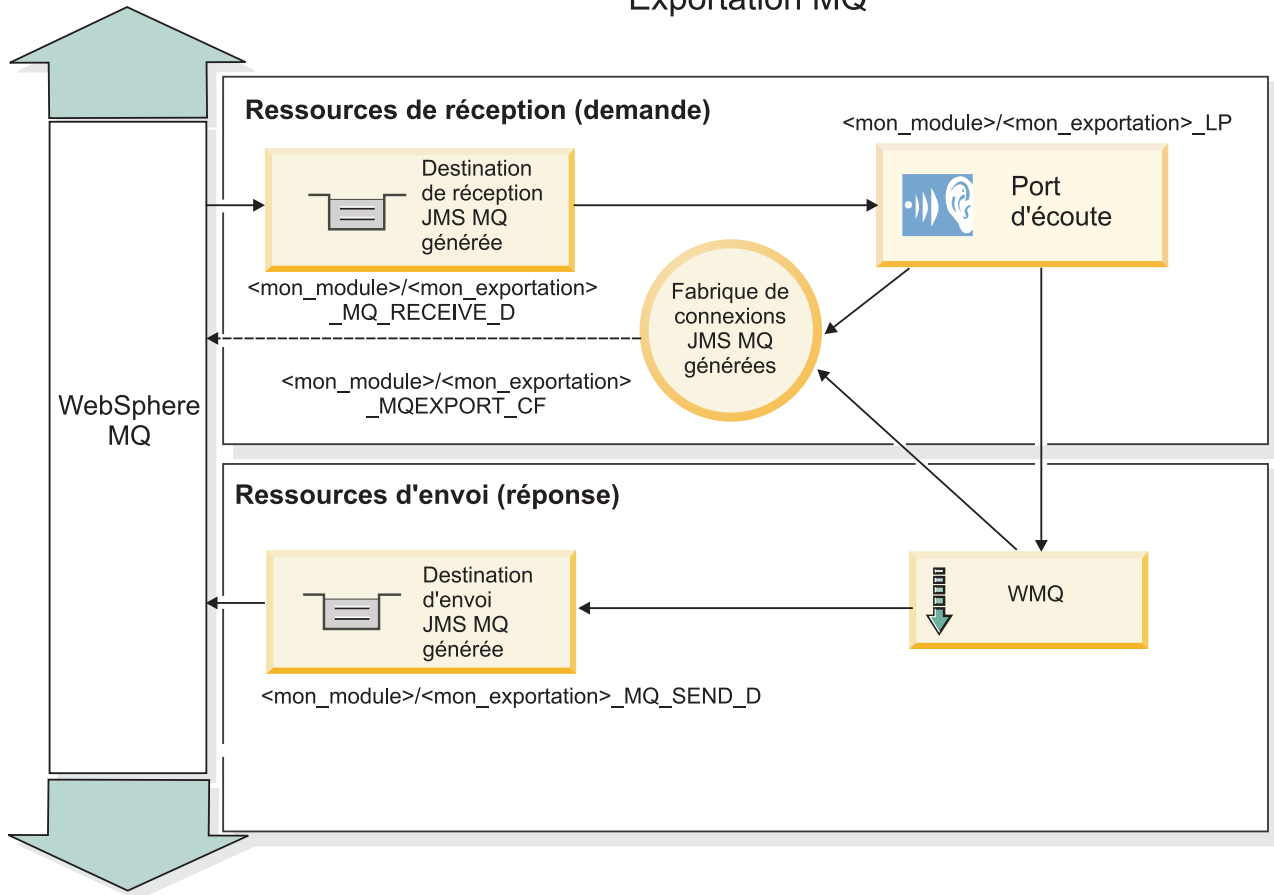 Exportation MQ
Ressources de réception (demande)
<mon_module>/<mon_exportation>_LP
Destination
de réception
JMS MQ
générée
Port
d'écoute
<mon_module>/<mon_exportation>
_MQ_RECEIVE_D
Fabrique de
connexions
JMS MQ
générées
<mon_module>/<mon_exportation>
_MQEXPORT_CF
WebSphere
MQ
Ressources d'envoi (réponse)
Destination
d'envoi
JMS MQ
générée
WMQ
<mon_module>/<mon_exportation>_MQ_SEND_D